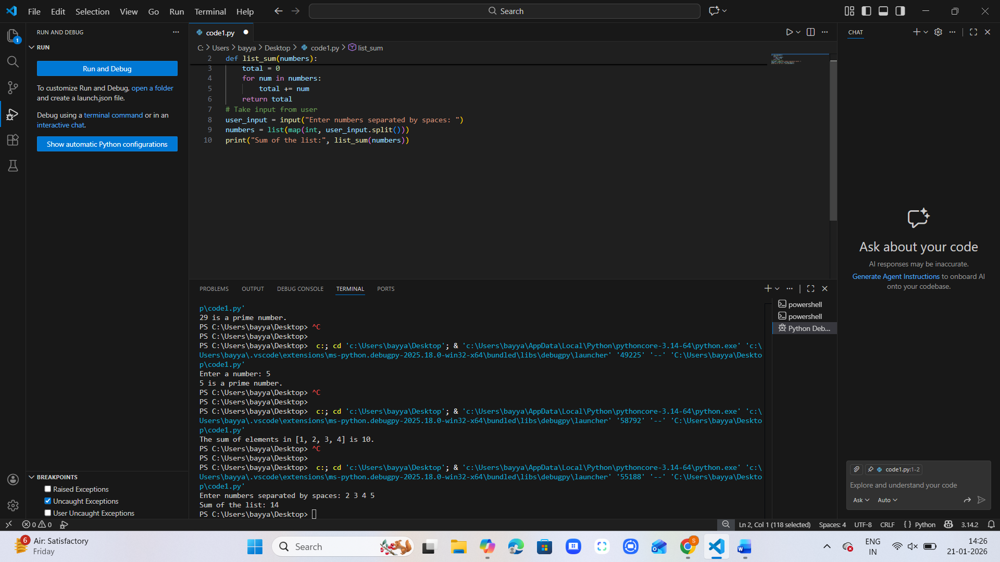 File Edit Selection View Go Run Terminal Help
Search
RUN AND DEBUG
RUN
Run and Debug
To customize Run and Debug, open a folder
and create a launch.json file.
Debug using a terminal command or in an
interactive chat.
Show automatic Python configurations
BREAKPOINTS
Raised Exceptions
Uncaught Exceptions
User Uncaught Exceptions
code1.py
C: > Users > bayya > Desktop > code1.py > list_sum
2 def list_sum(numbers):
3 total = 0
4 for num in numbers:
5 total += num
6 return total
7 # Take input from user
8 user_input = input("Enter numbers separated by spaces: ")
9 numbers = list(map(int, user_input.split()))
10 print("Sum of the list:", list_sum(numbers))
PROBLEMS OUTPUT DEBUG CONSOLE TERMINAL PORTS
p\code1.py'
29 is a prime number.
PS C:\Users\bayya\Desktop> ^C
PS C:\Users\bayya\Desktop>
PS C:\Users\bayya\Desktop> c:; cd 'c:\Users\bayya\Desktop'; & 'c:\Users\bayya\AppData\Local\Python\pythoncore-3.14-64\python.exe' 'c:\
Users\bayya\.vscode\extensions\ms-python.debugpy-2025.18.0-win32-x64\bundled\libs\debugpy\launcher' '49225' '--' 'C:\Users\bayya\Deskto
p\code1.py'
Enter a number: 5
5 is a prime number.
PS C:\Users\bayya\Desktop> ^C
PS C:\Users\bayya\Desktop>
PS C:\Users\bayya\Desktop> c:; cd 'c:\Users\bayya\Desktop'; & 'c:\Users\bayya\AppData\Local\Python\pythoncore-3.14-64\python.exe' 'c:\
Users\bayya\.vscode\extensions\ms-python.debugpy-2025.18.0-win32-x64\bundled\libs\debugpy\launcher' '58792' '--' 'C:\Users\bayya\Deskto
p\code1.py'
The sum of elements in [1, 2, 3, 4] is 10.
PS C:\Users\bayya\Desktop> ^C
PS C:\Users\bayya\Desktop>
PS C:\Users\bayya\Desktop> c:; cd 'c:\Users\bayya\Desktop'; & 'c:\Users\bayya\AppData\Local\Python\pythoncore-3.14-64\python.exe' 'c:\
Users\bayya\.vscode\extensions\ms-python.debugpy-2025.18.0-win32-x64\bundled\libs\debugpy\launcher' '55188' '--' 'C:\Users\bayya\Deskto
p\code1.py'
Enter numbers separated by spaces: 2 3 4 5
Sum of the list: 14
PS C:\Users\bayya\Desktop>
powershell
powershell
Python Deb...
CHAT
Ask about your code
AI responses may be inaccurate.
Generate Agent Instructions to onboard AI
onto your codebase.
code1.py:1-2
Explore and understand your code
Ask Auto
0 0
Ln 2, Col 1 (118 selected) Spaces: 4 UTF-8 CRLF { } Python 3.14.2
6 Air: Satisfactory
Friday
Search
ENG
IN
14:26
21-01-2026